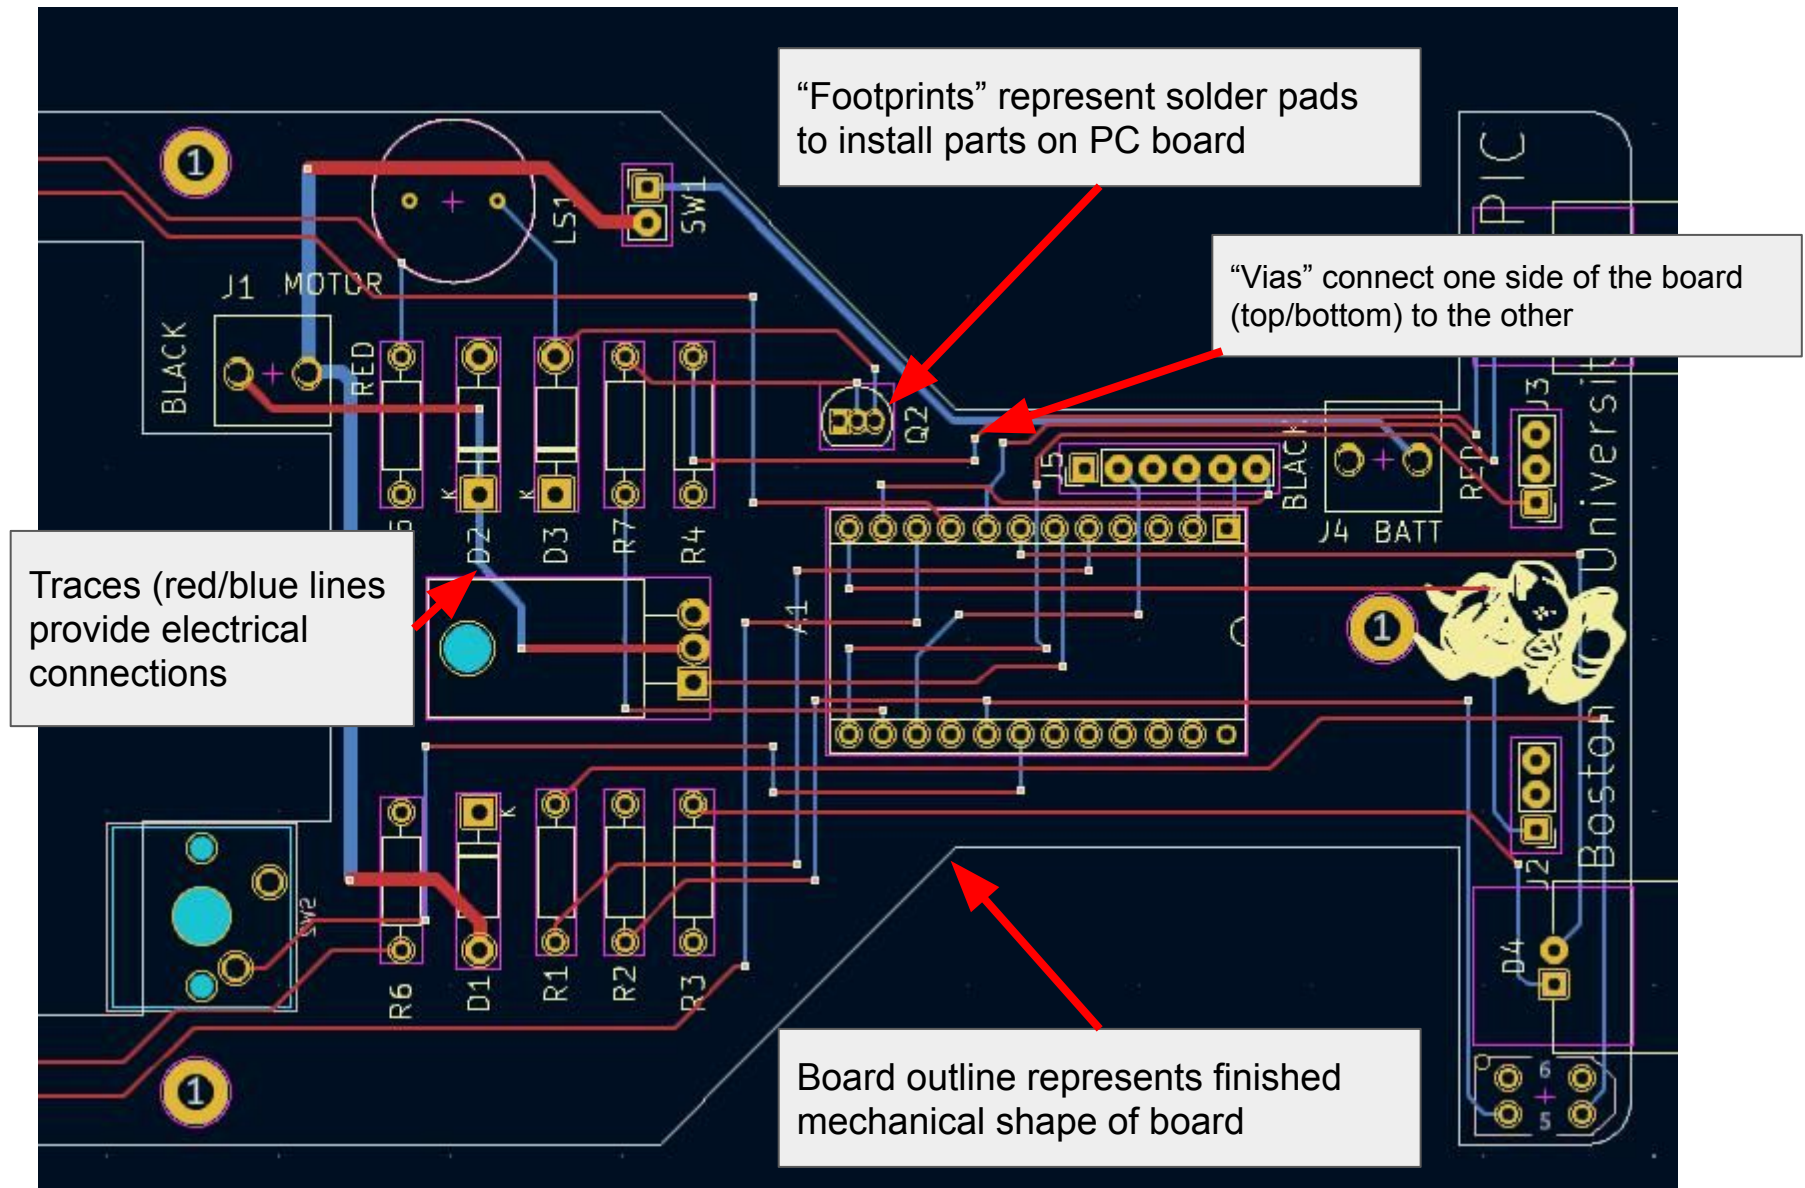 “Footprints” represent solder pads
to install parts on PC board
“Vias” connect one side of the board
(top/bottom) to the other
Traces (red/blue lines
provide electrical
connections
Board outline represents finished
mechanical shape of board
1
LS1
SW1
PIC
J1 MOTOR
BLACK
RED
Q2
J3
J5
BLACK
RED
K
K
D2
D3
R7
R4
J4 BATT
A1
1
Boston Universit
K
J2
SW2
D4
R6
D1
R1
R2
R3
1
6
5